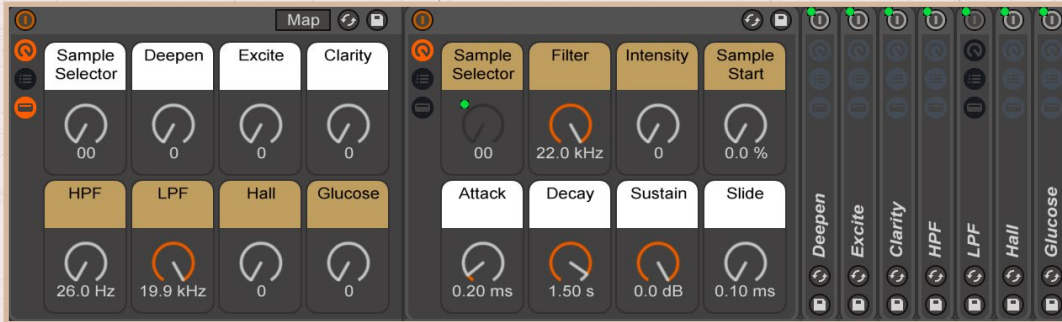 Map
Sample
Selector
Deepen
Excite
Clarity
00
0
0
0
HPF
LPF
Hall
Glucose
26.0 Hz
19.9 kHz
0
0
Sample
Selector
Filter
Intensity
Sample
Start
00
22.0 kHz
0
0.0 %
Attack
Decay
Sustain
Slide
0.20 ms
1.50 s
0.0 dB
0.10 ms
Deepen
Excite
Clarity
HPF
LPF
Hall
Glucose